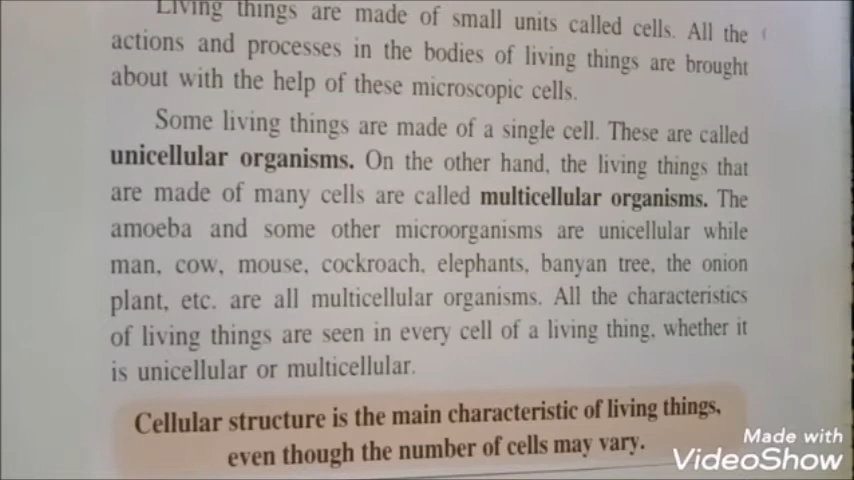 Living things are made of small units called cells. All the
actions and processes in the bodies of living things are brought
about with the help of these microscopic cells.
Some living things are made of a single cell. These are called
unicellular organisms. On the other hand, the living things that
are made of many cells are called multicellular organisms. The
amoeba and some other microorganisms are unicellular while
man, cow, mouse, cockroach, elephants, banyan tree, the onion
plant, etc. are all multicellular organisms. All the characteristics
of living things are seen in every cell of a living thing, whether it
is unicellular or multicellular.
Cellular structure is the main characteristic of living things,
even though the number of cells may vary.
Made with
VideoShow